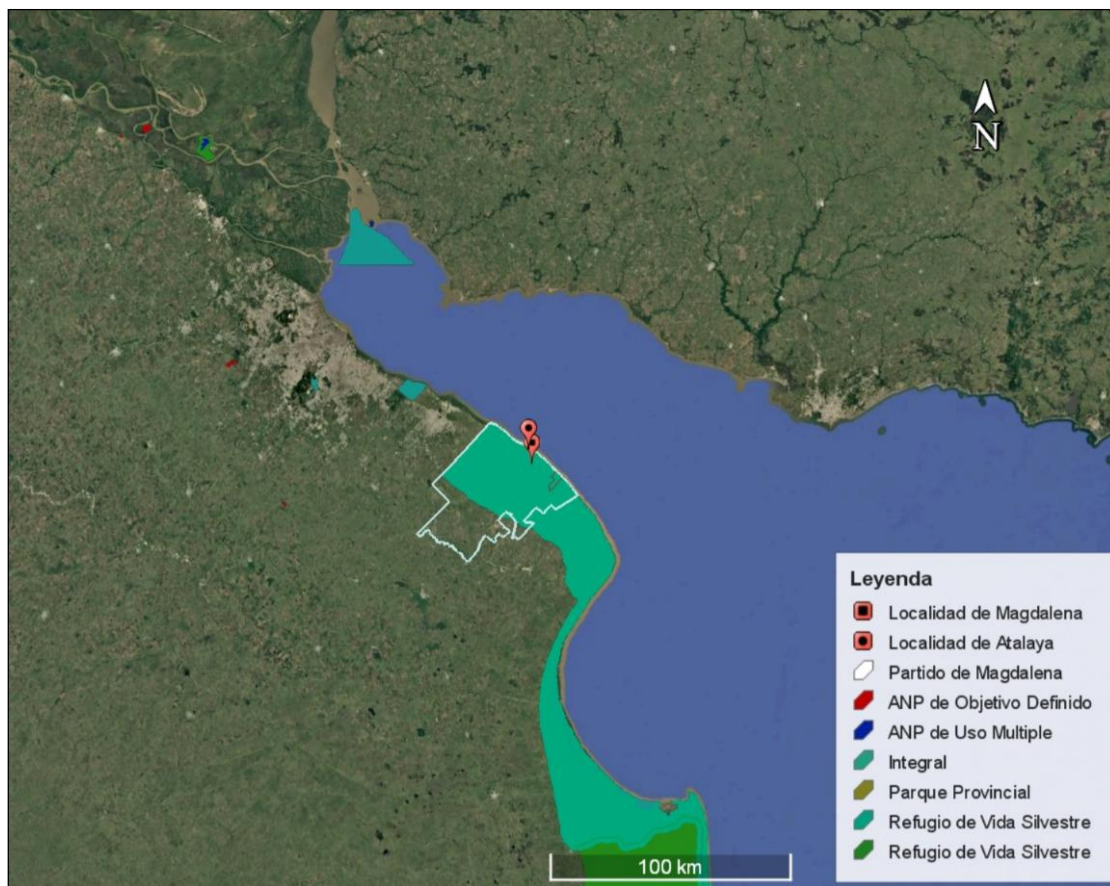 N
Leyenda
Localidad de Magdalena
Localidad de Atalaya
Partido de Magdalena
ANP de Objetivo Definido
ANP de Uso Multiple
Integral
Parque Provincial
Refugio de Vida Silvestre
Refugio de Vida Silvestre
100 km